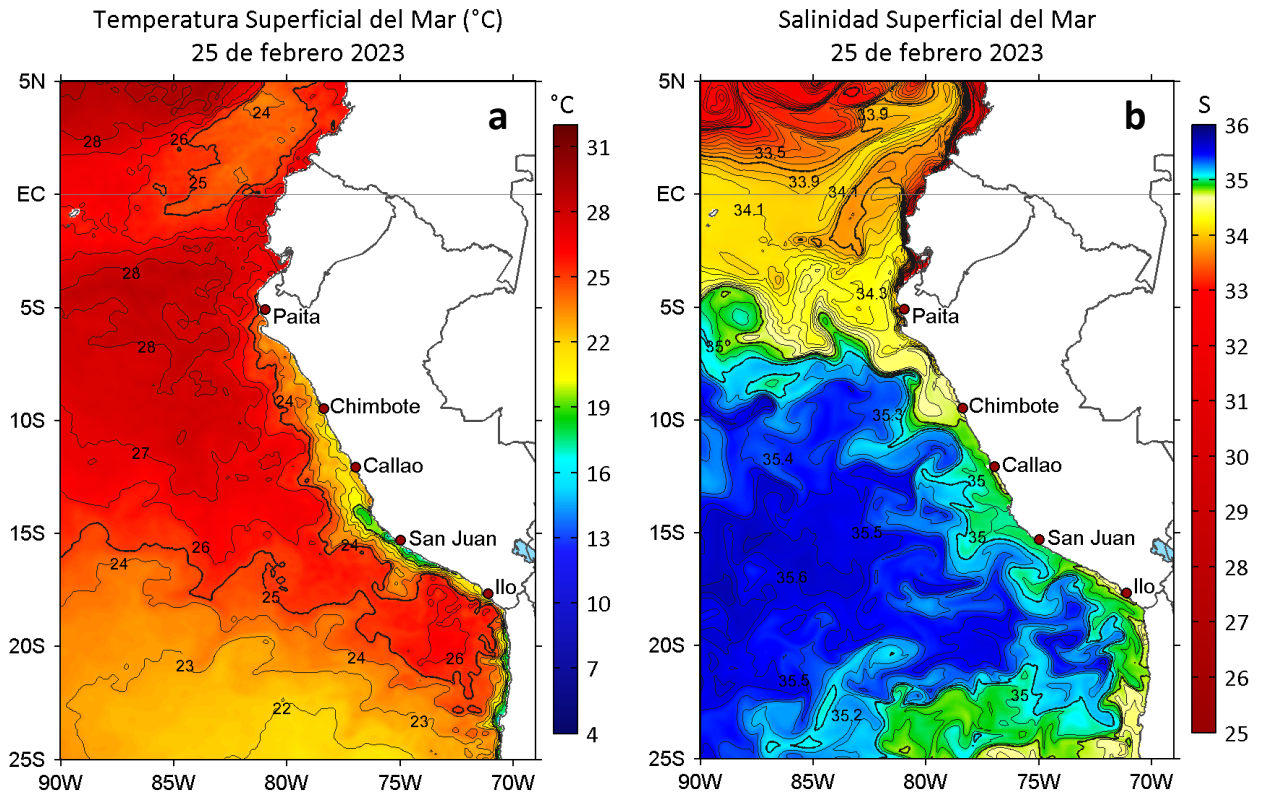 Temperatura Superficial del Mar (°C)
25 de febrero 2023
Salinidad Superficial del Mar
25 de febrero 2023
5N
EC
5S
10S
15S
20S
25S
90W
85W
80W
75W
70W
a
28
26
24
25
28
28
24
27
26
24
24
25
24
26
23
22
23
Paita
Chimbote
Callao
San Juan
Ilo
°C
31
28
25
22
19
16
13
10
7
4
5N
EC
5S
10S
15S
20S
25S
90W
85W
80W
75W
70W
b
33.9
33.5
33.9
34.1
34.1
34.3
35
35.3
35.4
35
35.5
35
35.6
35.5
35
35.2
Paita
Chimbote
Callao
San Juan
Ilo
S
36
35
34
33
32
31
30
29
28
27
26
25